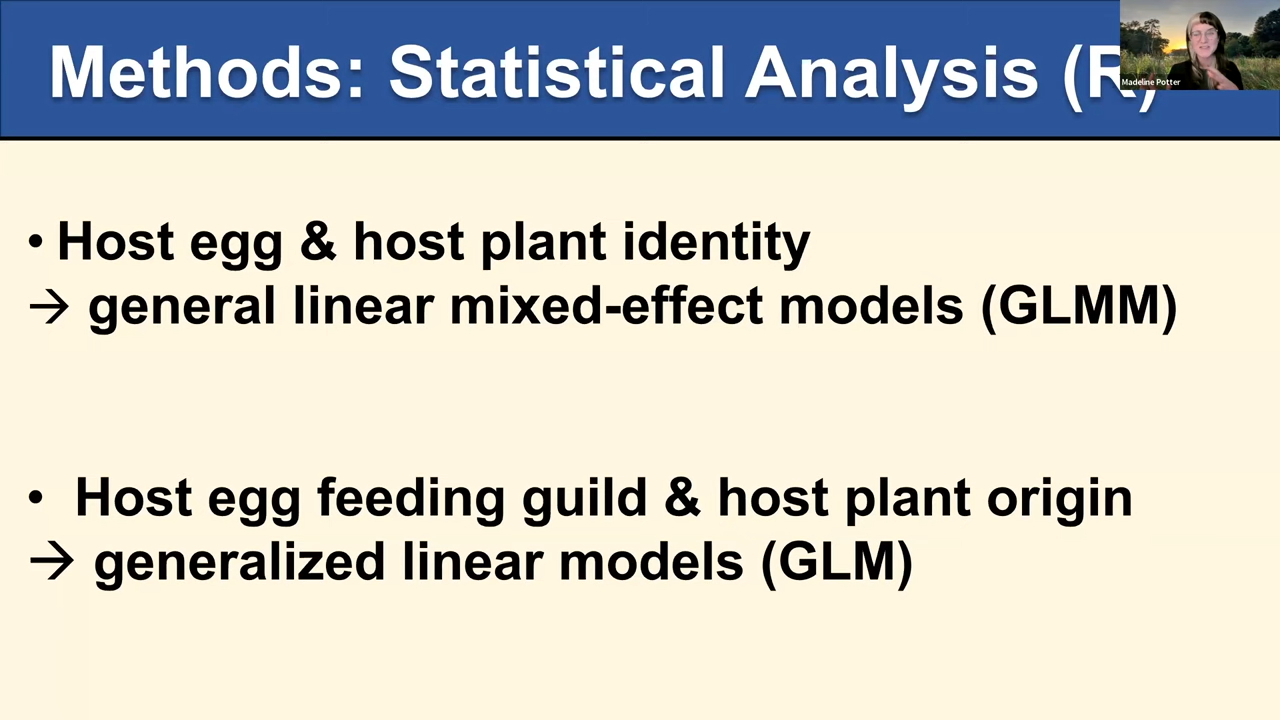 Methods: Statistical Analysis (R)
Madeline Potter
• Host egg & host plant identity
→ general linear mixed-effect models (GLMM)
• Host egg feeding guild & host plant origin
→ generalized linear models (GLM)